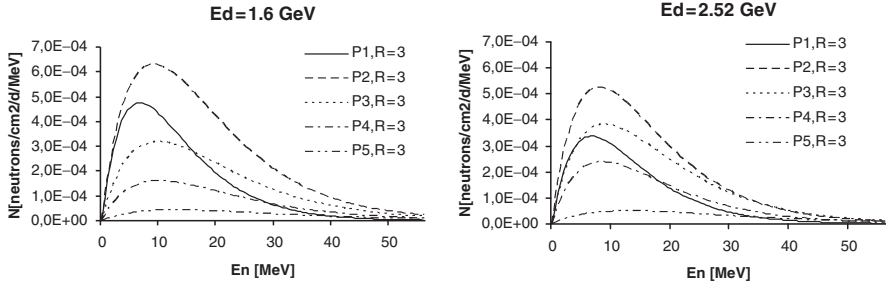 Ed=1.6 GeV
N[neutrons/cm2/d/MeV]
7,0E−04
6,0E−04
5,0E−04
4,0E−04
3,0E−04
2,0E−04
1,0E−04
0,0E+00
0 10 20 30 40 50
En [MeV]
P1,R=3
P2,R=3
P3,R=3
P4,R=3
P5,R=3
Ed=2.52 GeV
N[neutrons/cm2/d/MeV]
7,0E−04
6,0E−04
5,0E−04
4,0E−04
3,0E−04
2,0E−04
1,0E−04
0,0E+00
0 10 20 30 40 50
En [MeV]
P1,R=3
P2,R=3
P3,R=3
P4,R=3
P5,R=3